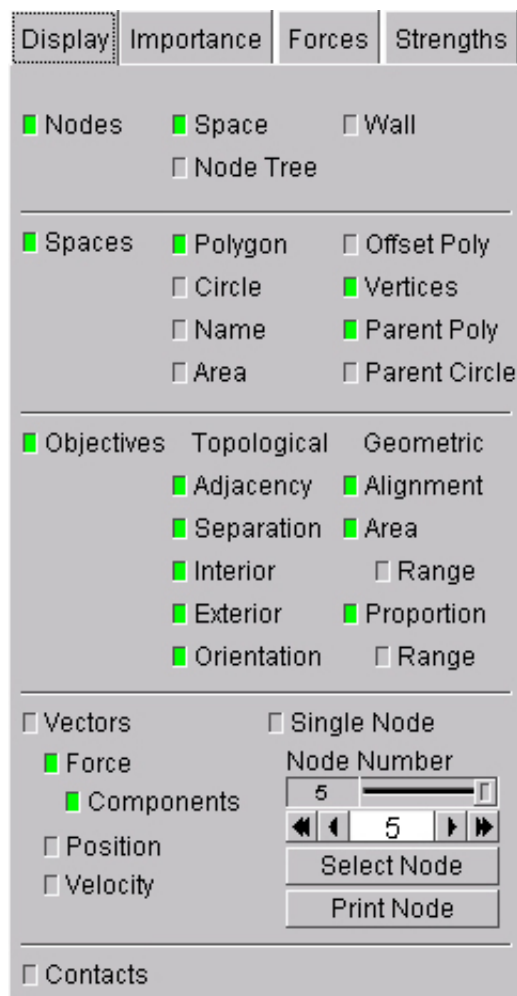 Display Importance Forces Strengths
Nodes Space Wall
Node Tree
Spaces Polygon Offset Poly
Circle Vertices
Name Parent Poly
Area Parent Circle
Objectives Topological Geometric
Adjacency Alignment
Separation Area
Interior Range
Exterior Proportion
Orientation Range
Vectors Single Node
Force Node Number
Components 5
5
Position Select Node
Velocity Print Node
Contacts